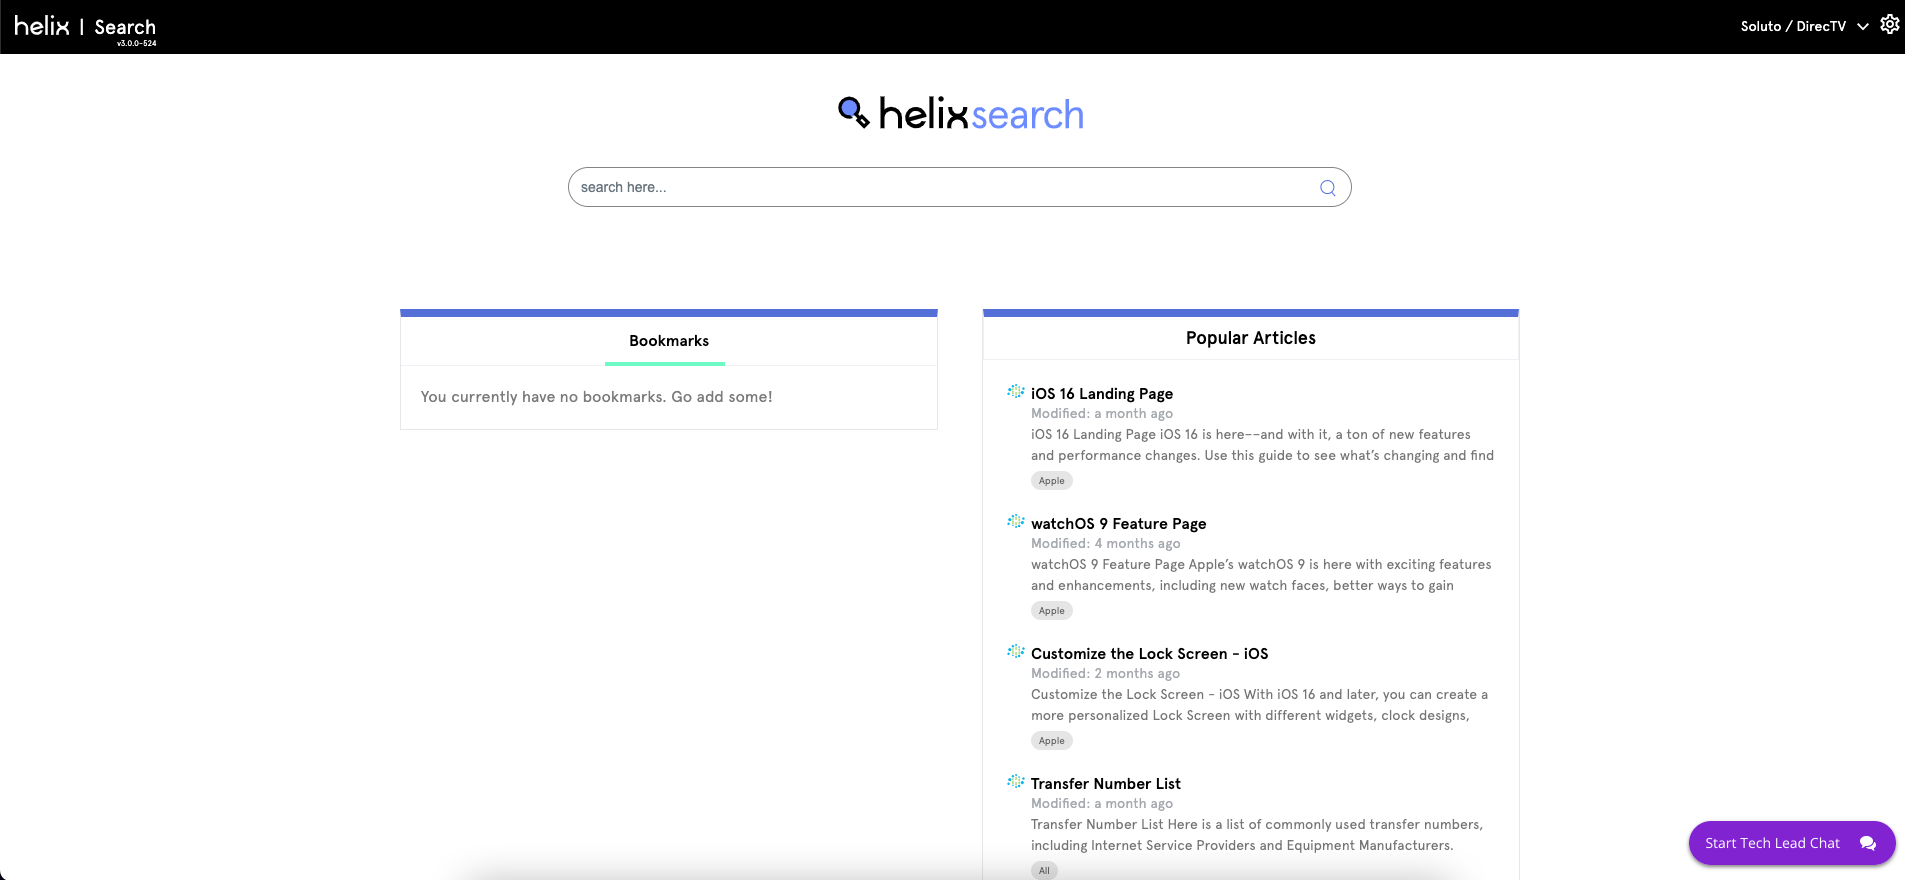 helix | Search
v3.0.0-524
Soluto / DirecTV
helixsearch
search here...
Bookmarks
You currently have no bookmarks. Go add some!
Popular Articles
iOS 16 Landing Page
Modified: a month ago
iOS 16 Landing Page iOS 16 is here––and with it, a ton of new features
and performance changes. Use this guide to see what’s changing and find
Apple
watchOS 9 Feature Page
Modified: 4 months ago
watchOS 9 Feature Page Apple’s watchOS 9 is here with exciting features
and enhancements, including new watch faces, better ways to gain
Apple
Customize the Lock Screen - iOS
Modified: 2 months ago
Customize the Lock Screen - iOS With iOS 16 and later, you can create a
more personalized Lock Screen with different widgets, clock designs,
Apple
Transfer Number List
Modified: a month ago
Transfer Number List Here is a list of commonly used transfer numbers,
including Internet Service Providers and Equipment Manufacturers.
All
Start Tech Lead Chat